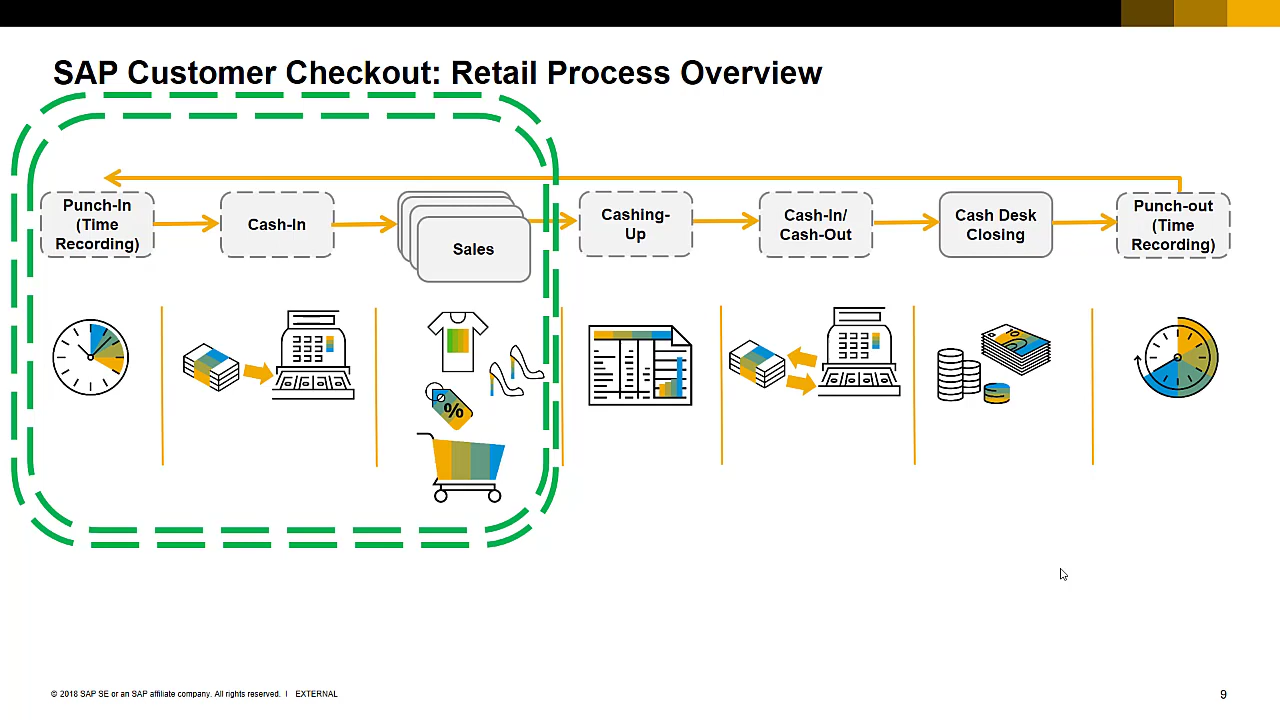 SAP Customer Checkout: Retail Process Overview
Punch-In
(Time
Recording)
Cash-In
Sales
Cashing-
Up
Cash-In/
Cash-Out
Cash Desk
Closing
Punch-out
(Time
Recording)
%
10
© 2018 SAP SE or an SAP affiliate company. All rights reserved. I EXTERNAL
9